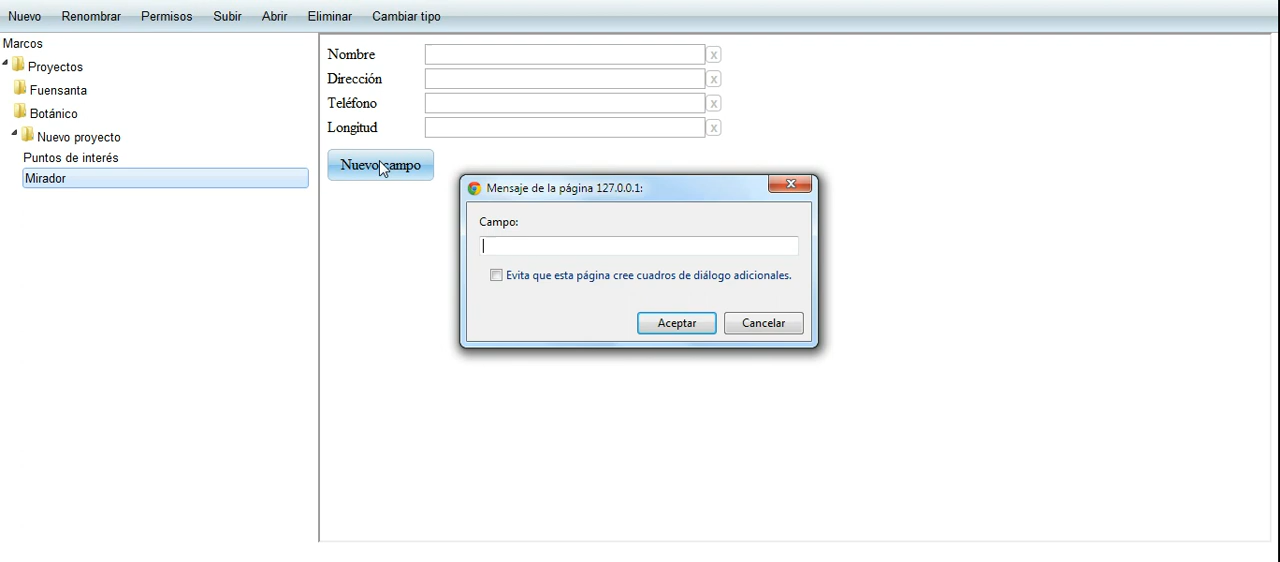 Nuevo Renombrar Permisos Subir Abrir Eliminar Cambiar tipo
Marcos
Proyectos
Fuensanta
Botánico
Nuevo proyecto
Puntos de interés
Mirador
Nombre x
Dirección x
Teléfono x
Longitud x
Nuevo campo
Mensaje de la página 127.0.0.1:
Campo:
Evita que esta página cree cuadros de diálogo adicionales.
Aceptar Cancelar